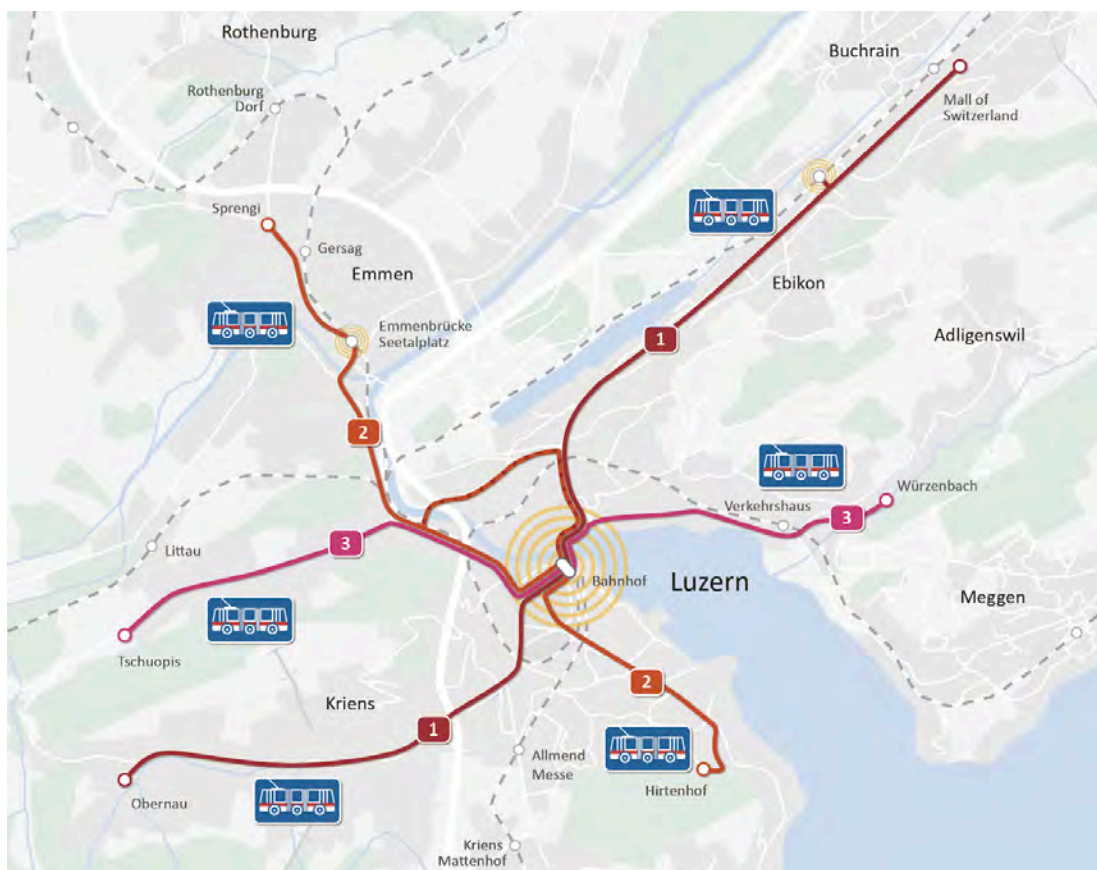 Rothenburg
Buchrain
Rothenburg
Dorf
Mall of
Switzerland
Sprengi
Gersag
Emmen
Ebikon
Emmenbrücke
Seetalplatz
Adligenswil
1
2
Würzenbach
Verkehrshaus
3
3
Littau
Bahnhof
Luzern
Meggen
Tschuopis
2
Kriens
1
Allmend
Messe
Obernau
Hirtenhof
Kriens
Mattenhof